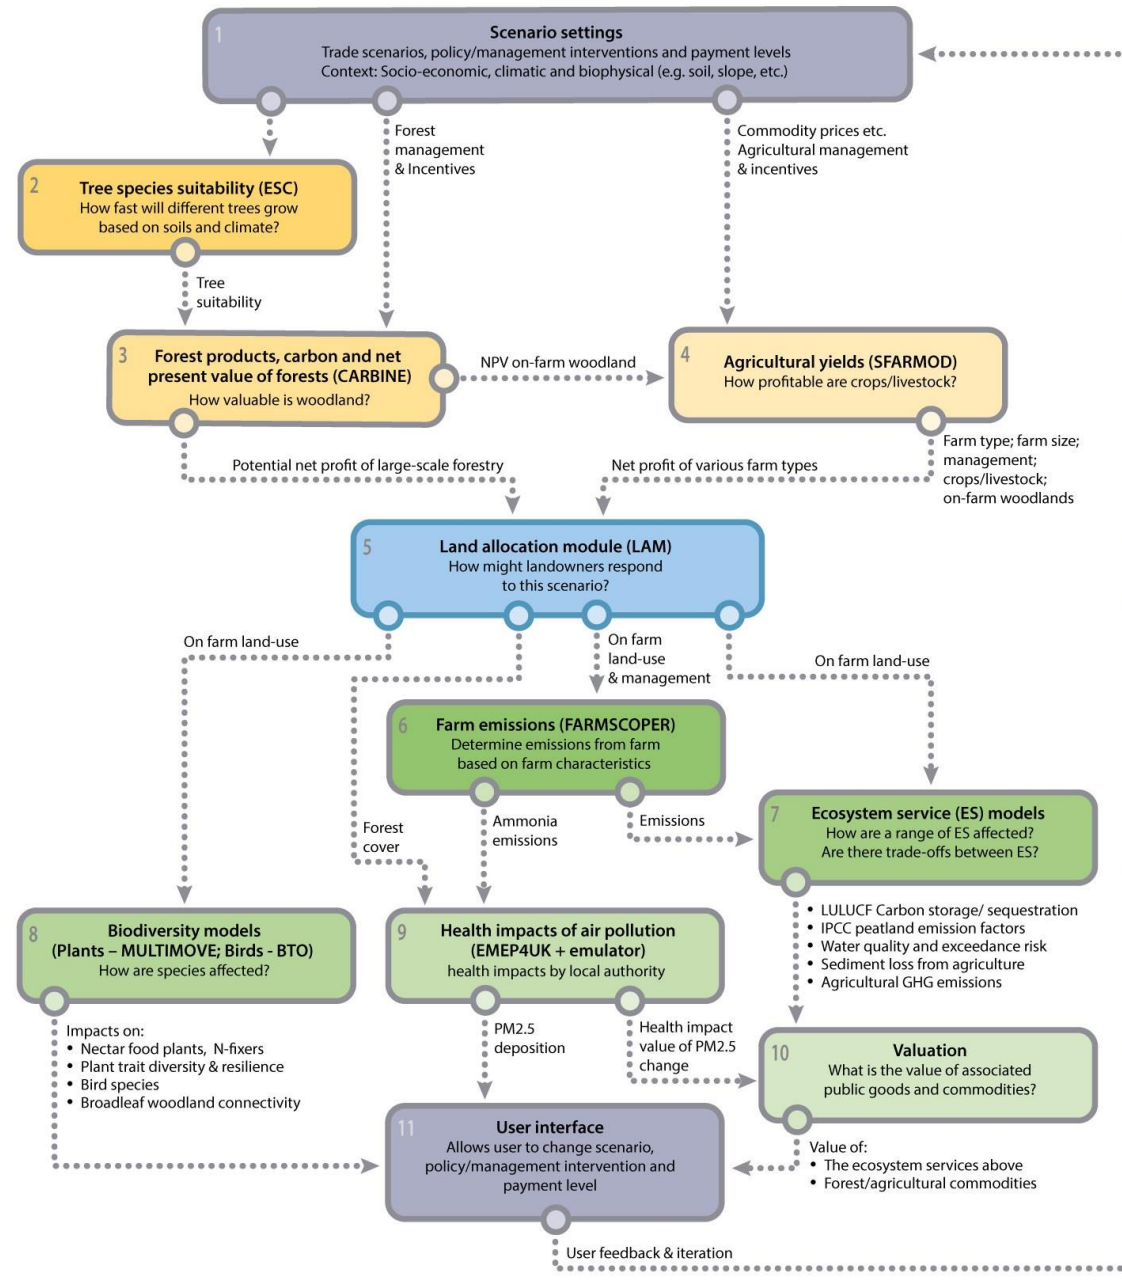 1
Scenario settings
Trade scenarios, policy/management interventions and payment levels
Context: Socio-economic, climatic and biophysical (e.g. soil, slope, etc.)
Forest
management
& Incentives
Commodity prices etc.
Agricultural management
& incentives
2
Tree species suitability (ESC)
How fast will different trees grow
based on soils and climate?
Tree
suitability
3
Forest products, carbon and net
present value of forests (CARBINE)
How valuable is woodland?
NPV on-farm woodland
4
Agricultural yields (SFARMOD)
How profitable are crops/livestock?
Potential net profit of large-scale forestry
Net profit of various farm types
Farm type; farm size;
management;
crops/livestock;
on-farm woodlands
5
Land allocation module (LAM)
How might landowners respond
to this scenario?
On farm land-use
On farm
land-use
& management
On farm land-use
6
Farm emissions (FARMSCOPER)
Determine emissions from farm
based on farm characteristics
Forest
cover
Ammonia
emissions
Emissions
7
Ecosystem service (ES) models
How are a range of ES affected?
Are there trade-offs between ES?
• LULUCF Carbon storage/ sequestration
• IPCC peatland emission factors
• Water quality and exceedance risk
• Sediment loss from agriculture
• Agricultural GHG emissions
8
Biodiversity models
(Plants – MULTIMOVE; Birds - BTO)
How are species affected?
9
Health impacts of air pollution
(EMEP4UK + emulator)
health impacts by local authority
Impacts on:
• Nectar food plants, N-fixers
• Plant trait diversity & resilience
• Bird species
• Broadleaf woodland connectivity
PM2.5
deposition
Health impact
value of PM2.5
change
10
Valuation
What is the value of associated
public goods and commodities?
11
User interface
Allows user to change scenario,
policy/management intervention and
payment level
Value of:
• The ecosystem services above
• Forest/agricultural commodities
User feedback & iteration